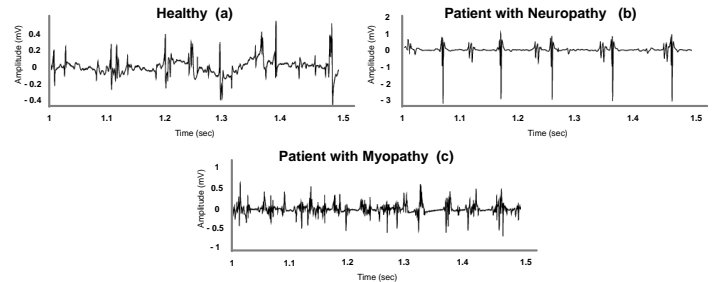 Healthy (a)
Amplitude (mV)
0.4
0.2
0
- 0.2
- 0.4
1 1.1 1.2 1.3 1.4 1.5
Time (sec)
Patient with Neuropathy (b)
Amplitude (mV)
2
1
0
- 1
- 2
- 3
1 1.1 1.2 1.3 1.4 1.5
Time (sec)
Patient with Myopathy (c)
Amplitude (mV)
1
0.5
0
- 0.5
- 1
1 1.1 1.2 1.3 1.4 1.5
Time (sec)